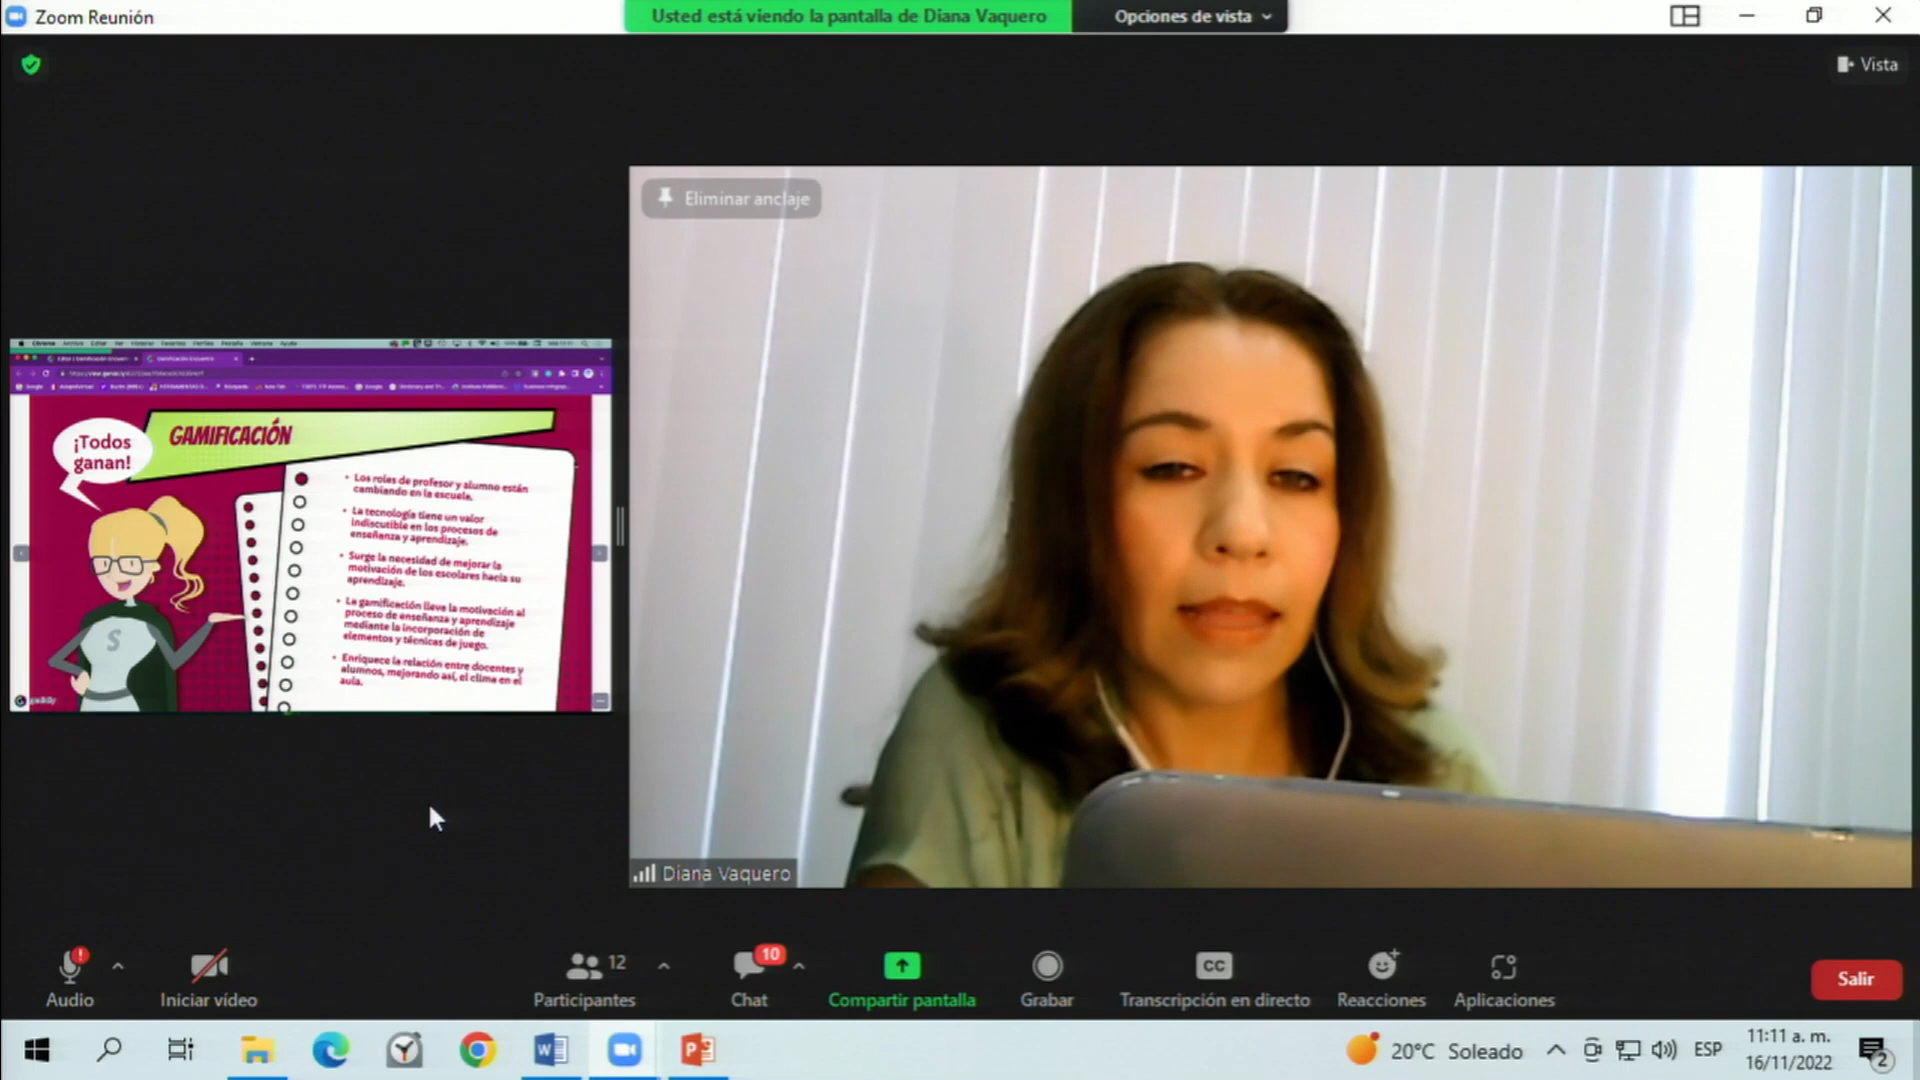 Zoom Reunión
Usted está viendo la pantalla de Diana Vaquero
Opciones de vista
Vista
Eliminar anclaje
¡Todos
ganan!
GAMIFICACIÓN
• Los roles de profesor y alumno están
cambiando en la escuela.
• La tecnología tiene un valor
indiscutible en los procesos de
enseñanza y aprendizaje.
• Surge la necesidad de mejorar la
motivación de los escolares hacia su
aprendizaje.
• La gamificación lleva la motivación al
proceso de enseñanza y aprendizaje
mediante la incorporación de
elementos y técnicas de juego.
• Enriquece la relación entre docentes y
alumnos, mejorando así, el clima en el
aula.
S
genially
Diana Vaquero
Audio
Iniciar vídeo
12
Participantes
10
Chat
Compartir pantalla
Grabar
CC
Transcripción en directo
Reacciones
Aplicaciones
Salir
20°C Soleado
ESP
11:11 a. m.
16/11/2022
2